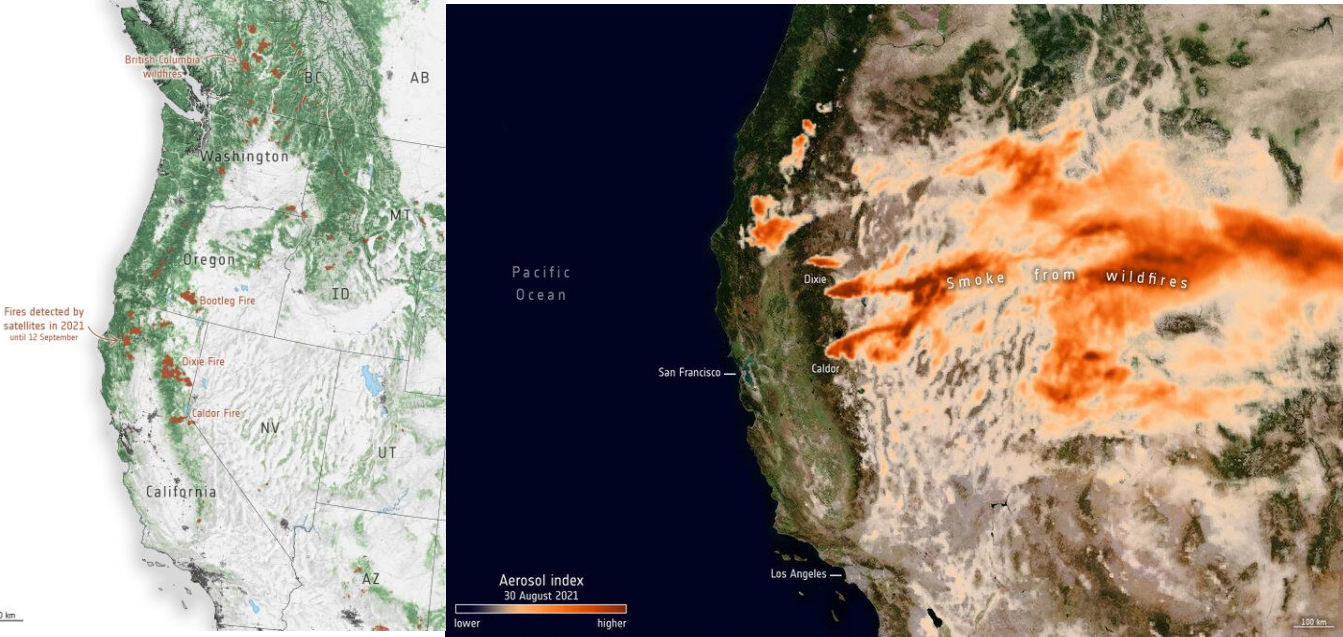 British Columbia
wildfires
BC
AB
Washington
MT
Oregon
ID
Bootleg Fire
Fires detected by
satellites in 2021
until 12 September
Dixie Fire
Caldor Fire
NV
UT
California
AZ
km
Pacific
Ocean
Dixie
Smoke from wildfires
San Francisco
Caldor
Los Angeles
Aerosol index
30 August 2021
lower higher
100 km